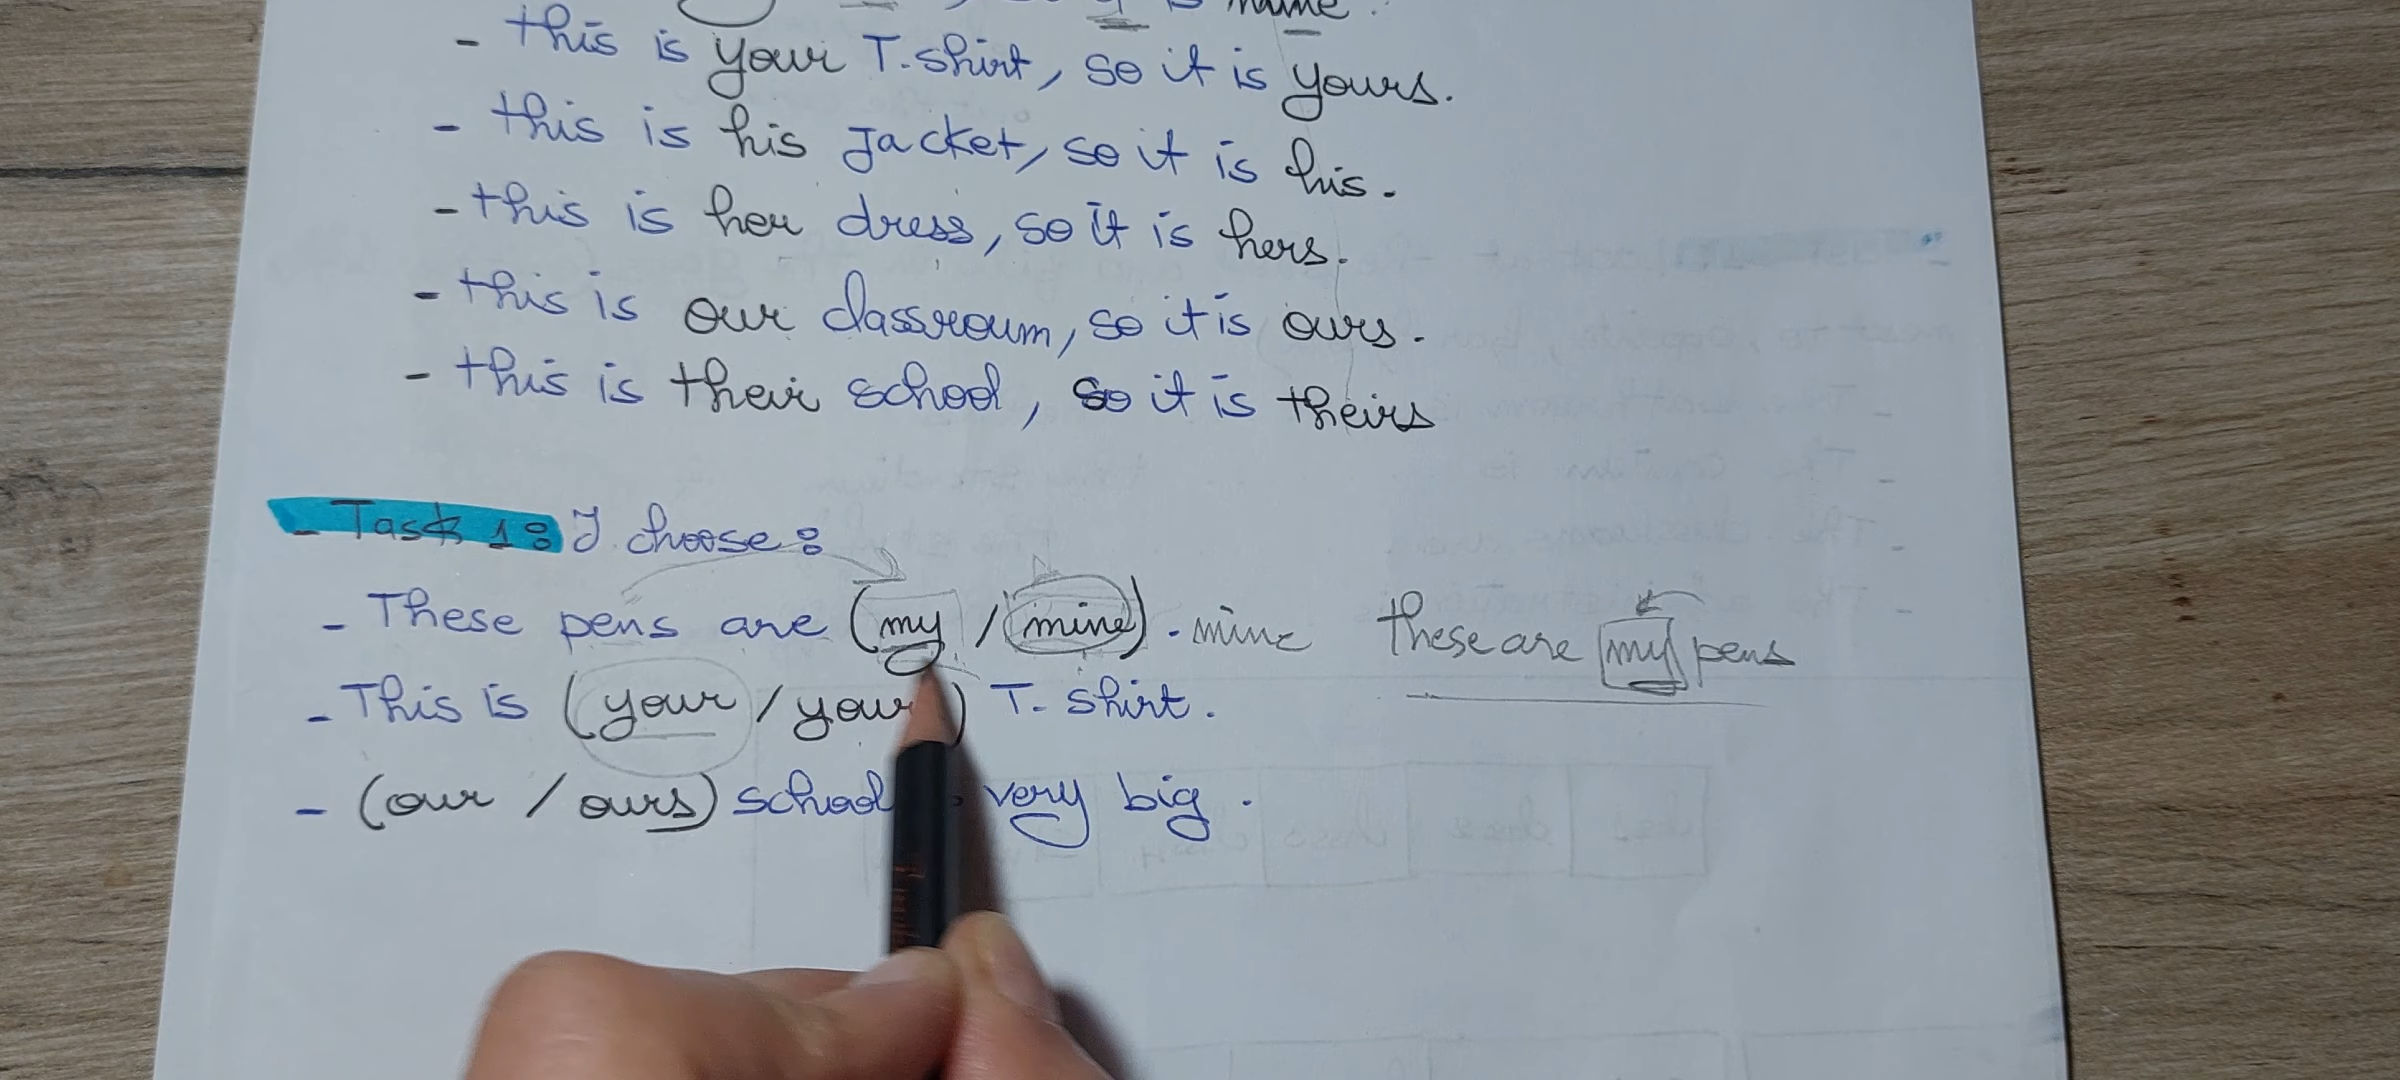 is mine.
- this is your T.shirt, so it is yours.
- this is his Jacket, so it is his.
- this is her dress, so it is hers.
- this is our classroum, so it is ours.
- this is their school, so it is theirs
- Task 1: I choose:
- These pens are (my / mine). mine these are my pens
- This is (your / your ) T. shirt.
- (our / ours) school very big.